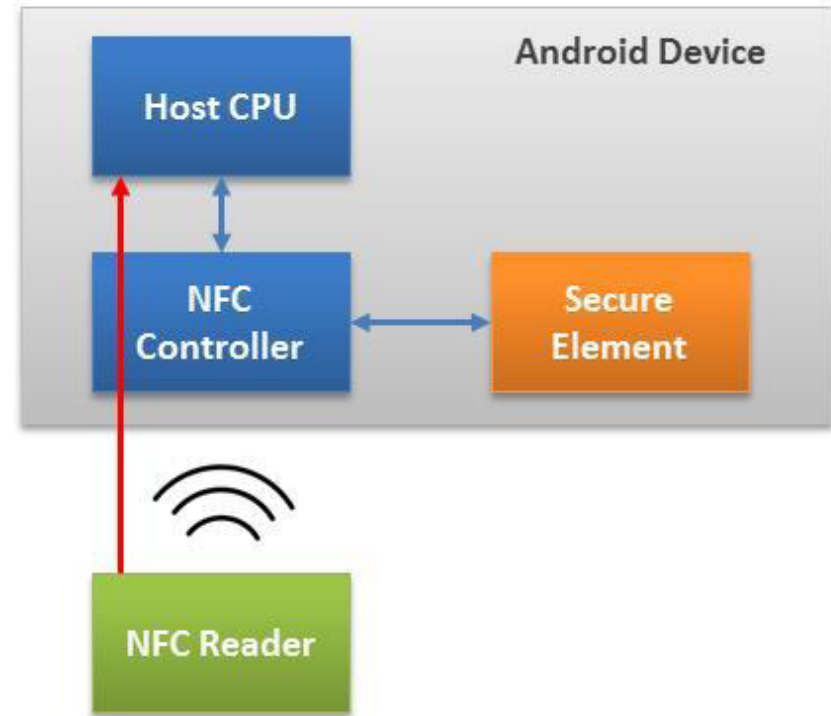 Android Device
Host CPU
NFC
Controller
Secure
Element
NFC Reader